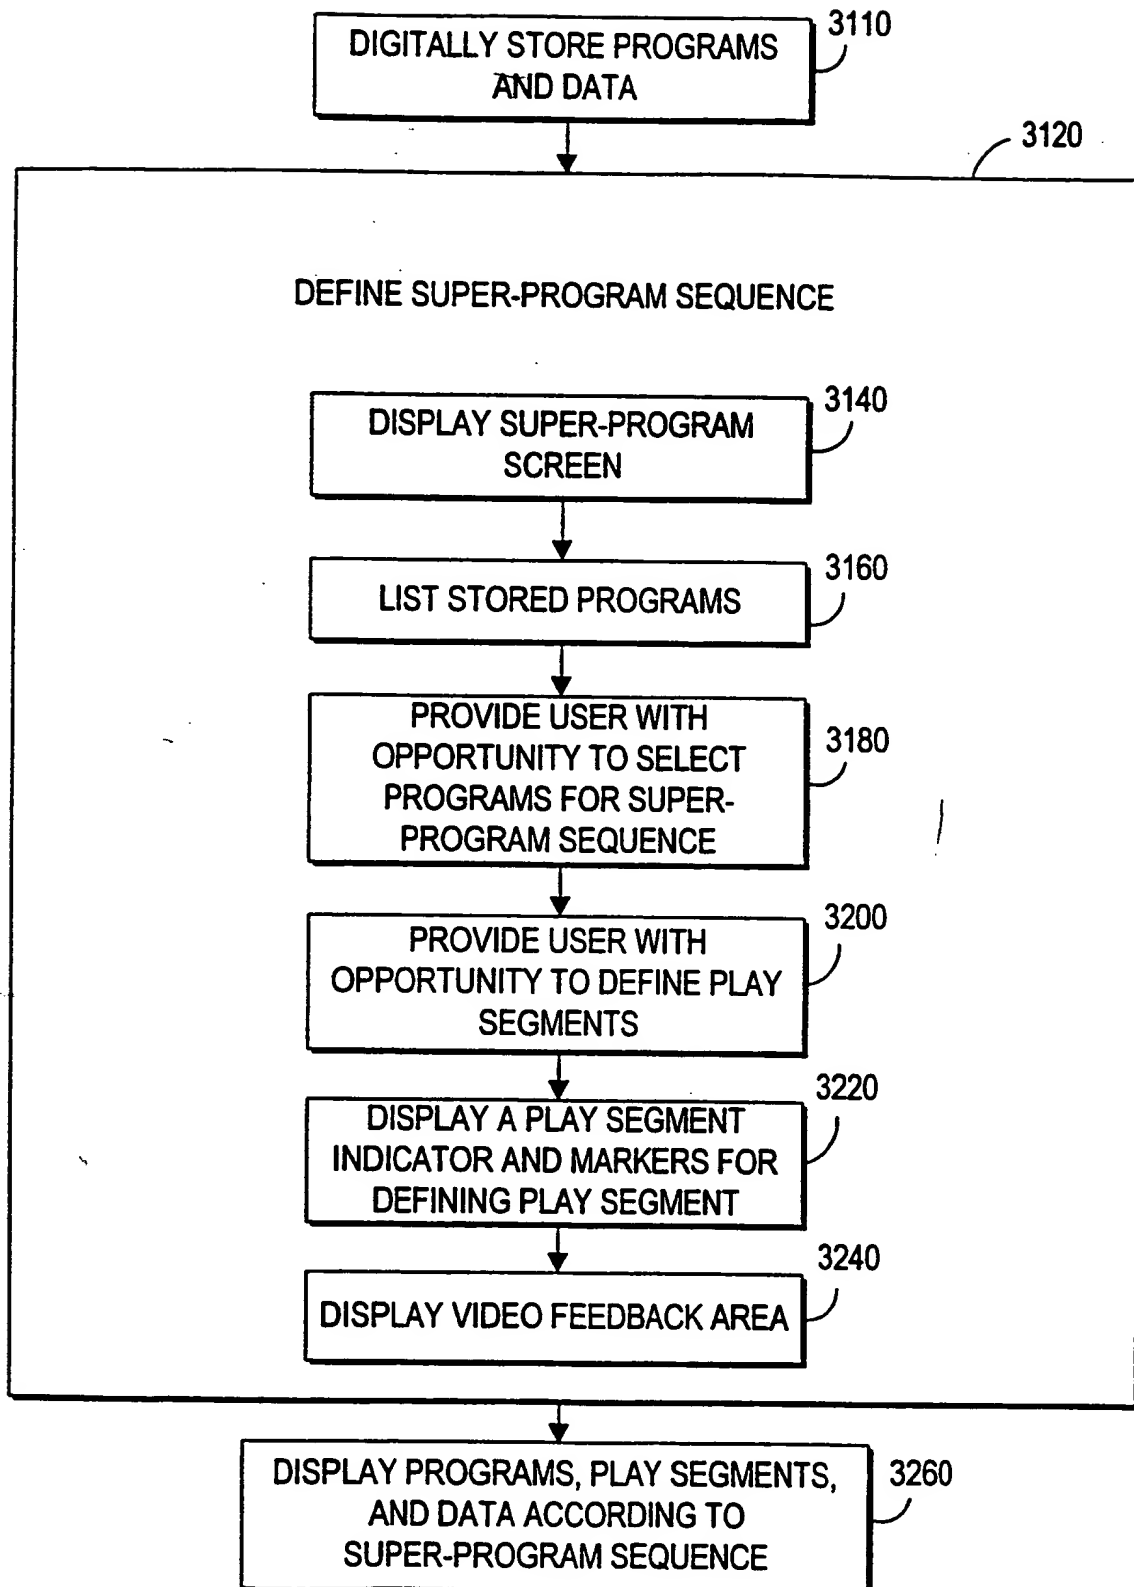 DIGITALLY STORE PROGRAMS
AND DATA
3110
3120
DEFINE SUPER-PROGRAM SEQUENCE
DISPLAY SUPER-PROGRAM
SCREEN
3140
LIST STORED PROGRAMS
3160
PROVIDE USER WITH
OPPORTUNITY TO SELECT
PROGRAMS FOR SUPER-
PROGRAM SEQUENCE
3180
PROVIDE USER WITH
OPPORTUNITY TO DEFINE PLAY
SEGMENTS
3200
DISPLAY A PLAY SEGMENT
INDICATOR AND MARKERS FOR
DEFINING PLAY SEGMENT
3220
DISPLAY VIDEO FEEDBACK AREA
3240
DISPLAY PROGRAMS, PLAY SEGMENTS,
AND DATA ACCORDING TO
SUPER-PROGRAM SEQUENCE
3260